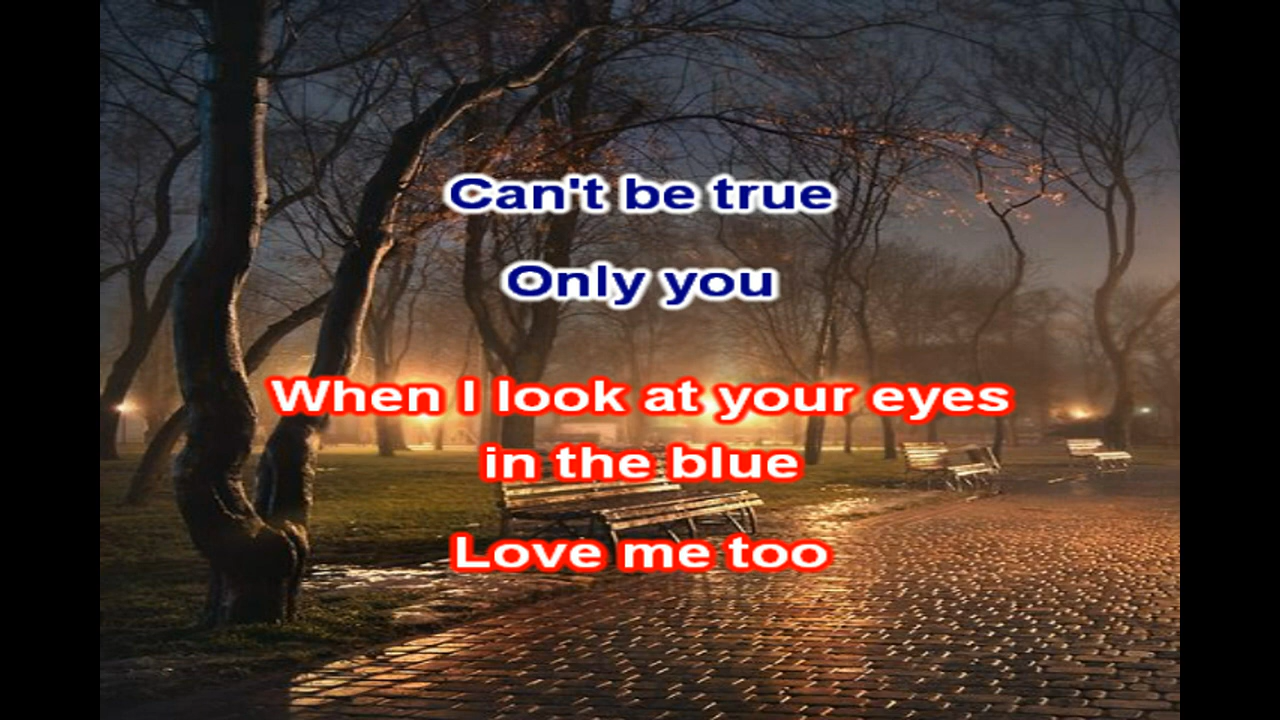 Can't be true
Only you
When I look at your eyes
in the blue
Love me too